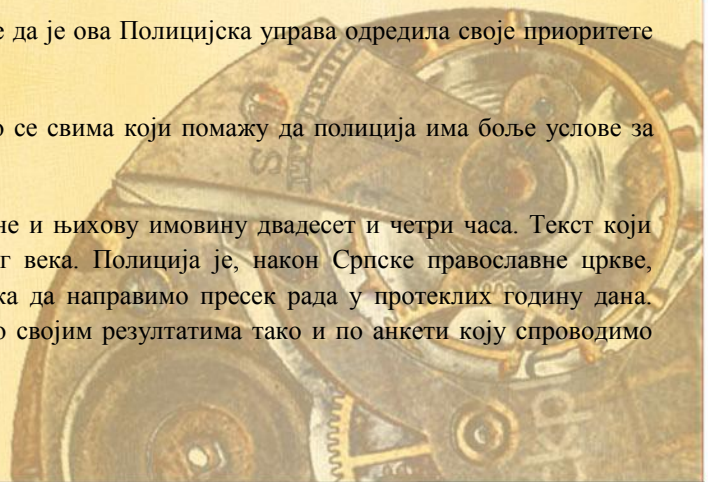 е да је ова Полицијска управа одредила своје приоритете
о се свима који помажу да полиција има боље услове за
не и њихову имовину двадесет и четри часа. Текст који
г века. Полиција је, након Српске православне цркве,
ка да направимо пресек рада у протеклих годину дана.
о својим резултатима тако и по анкети коју спроводимо